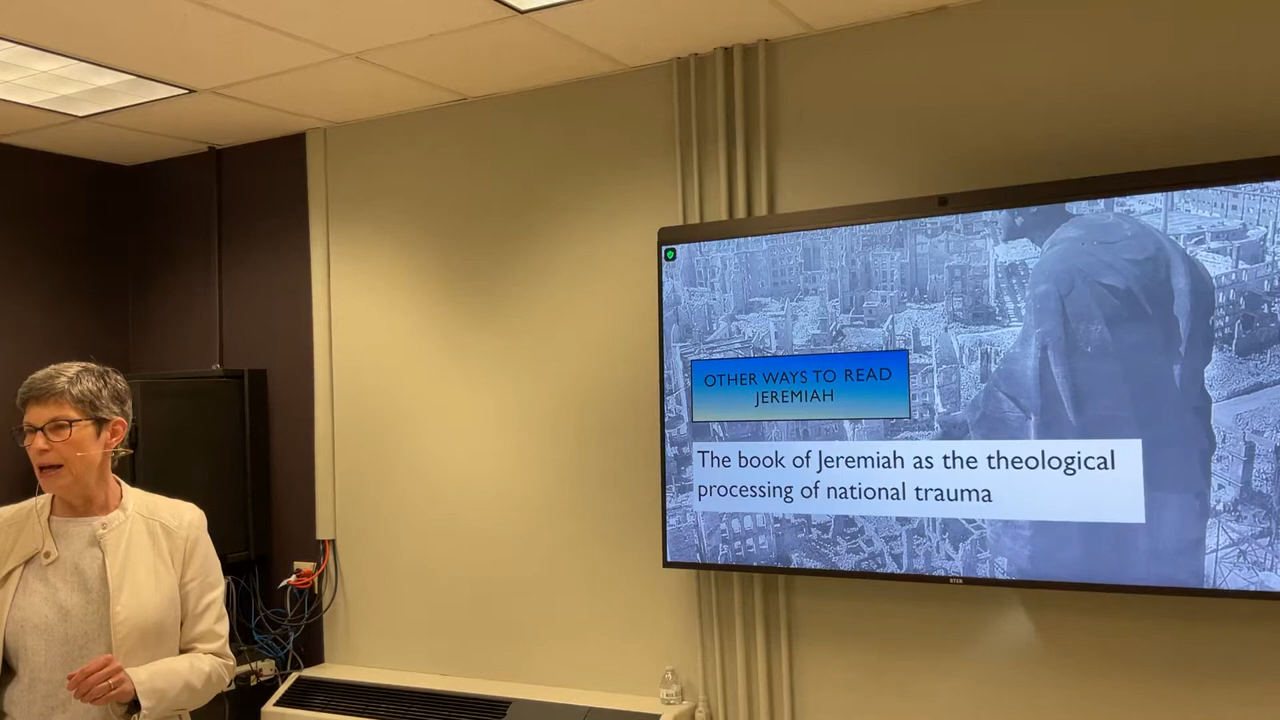 OTHER WAYS TO READ
JEREMIAH
The book of Jeremiah as the theological
processing of national trauma